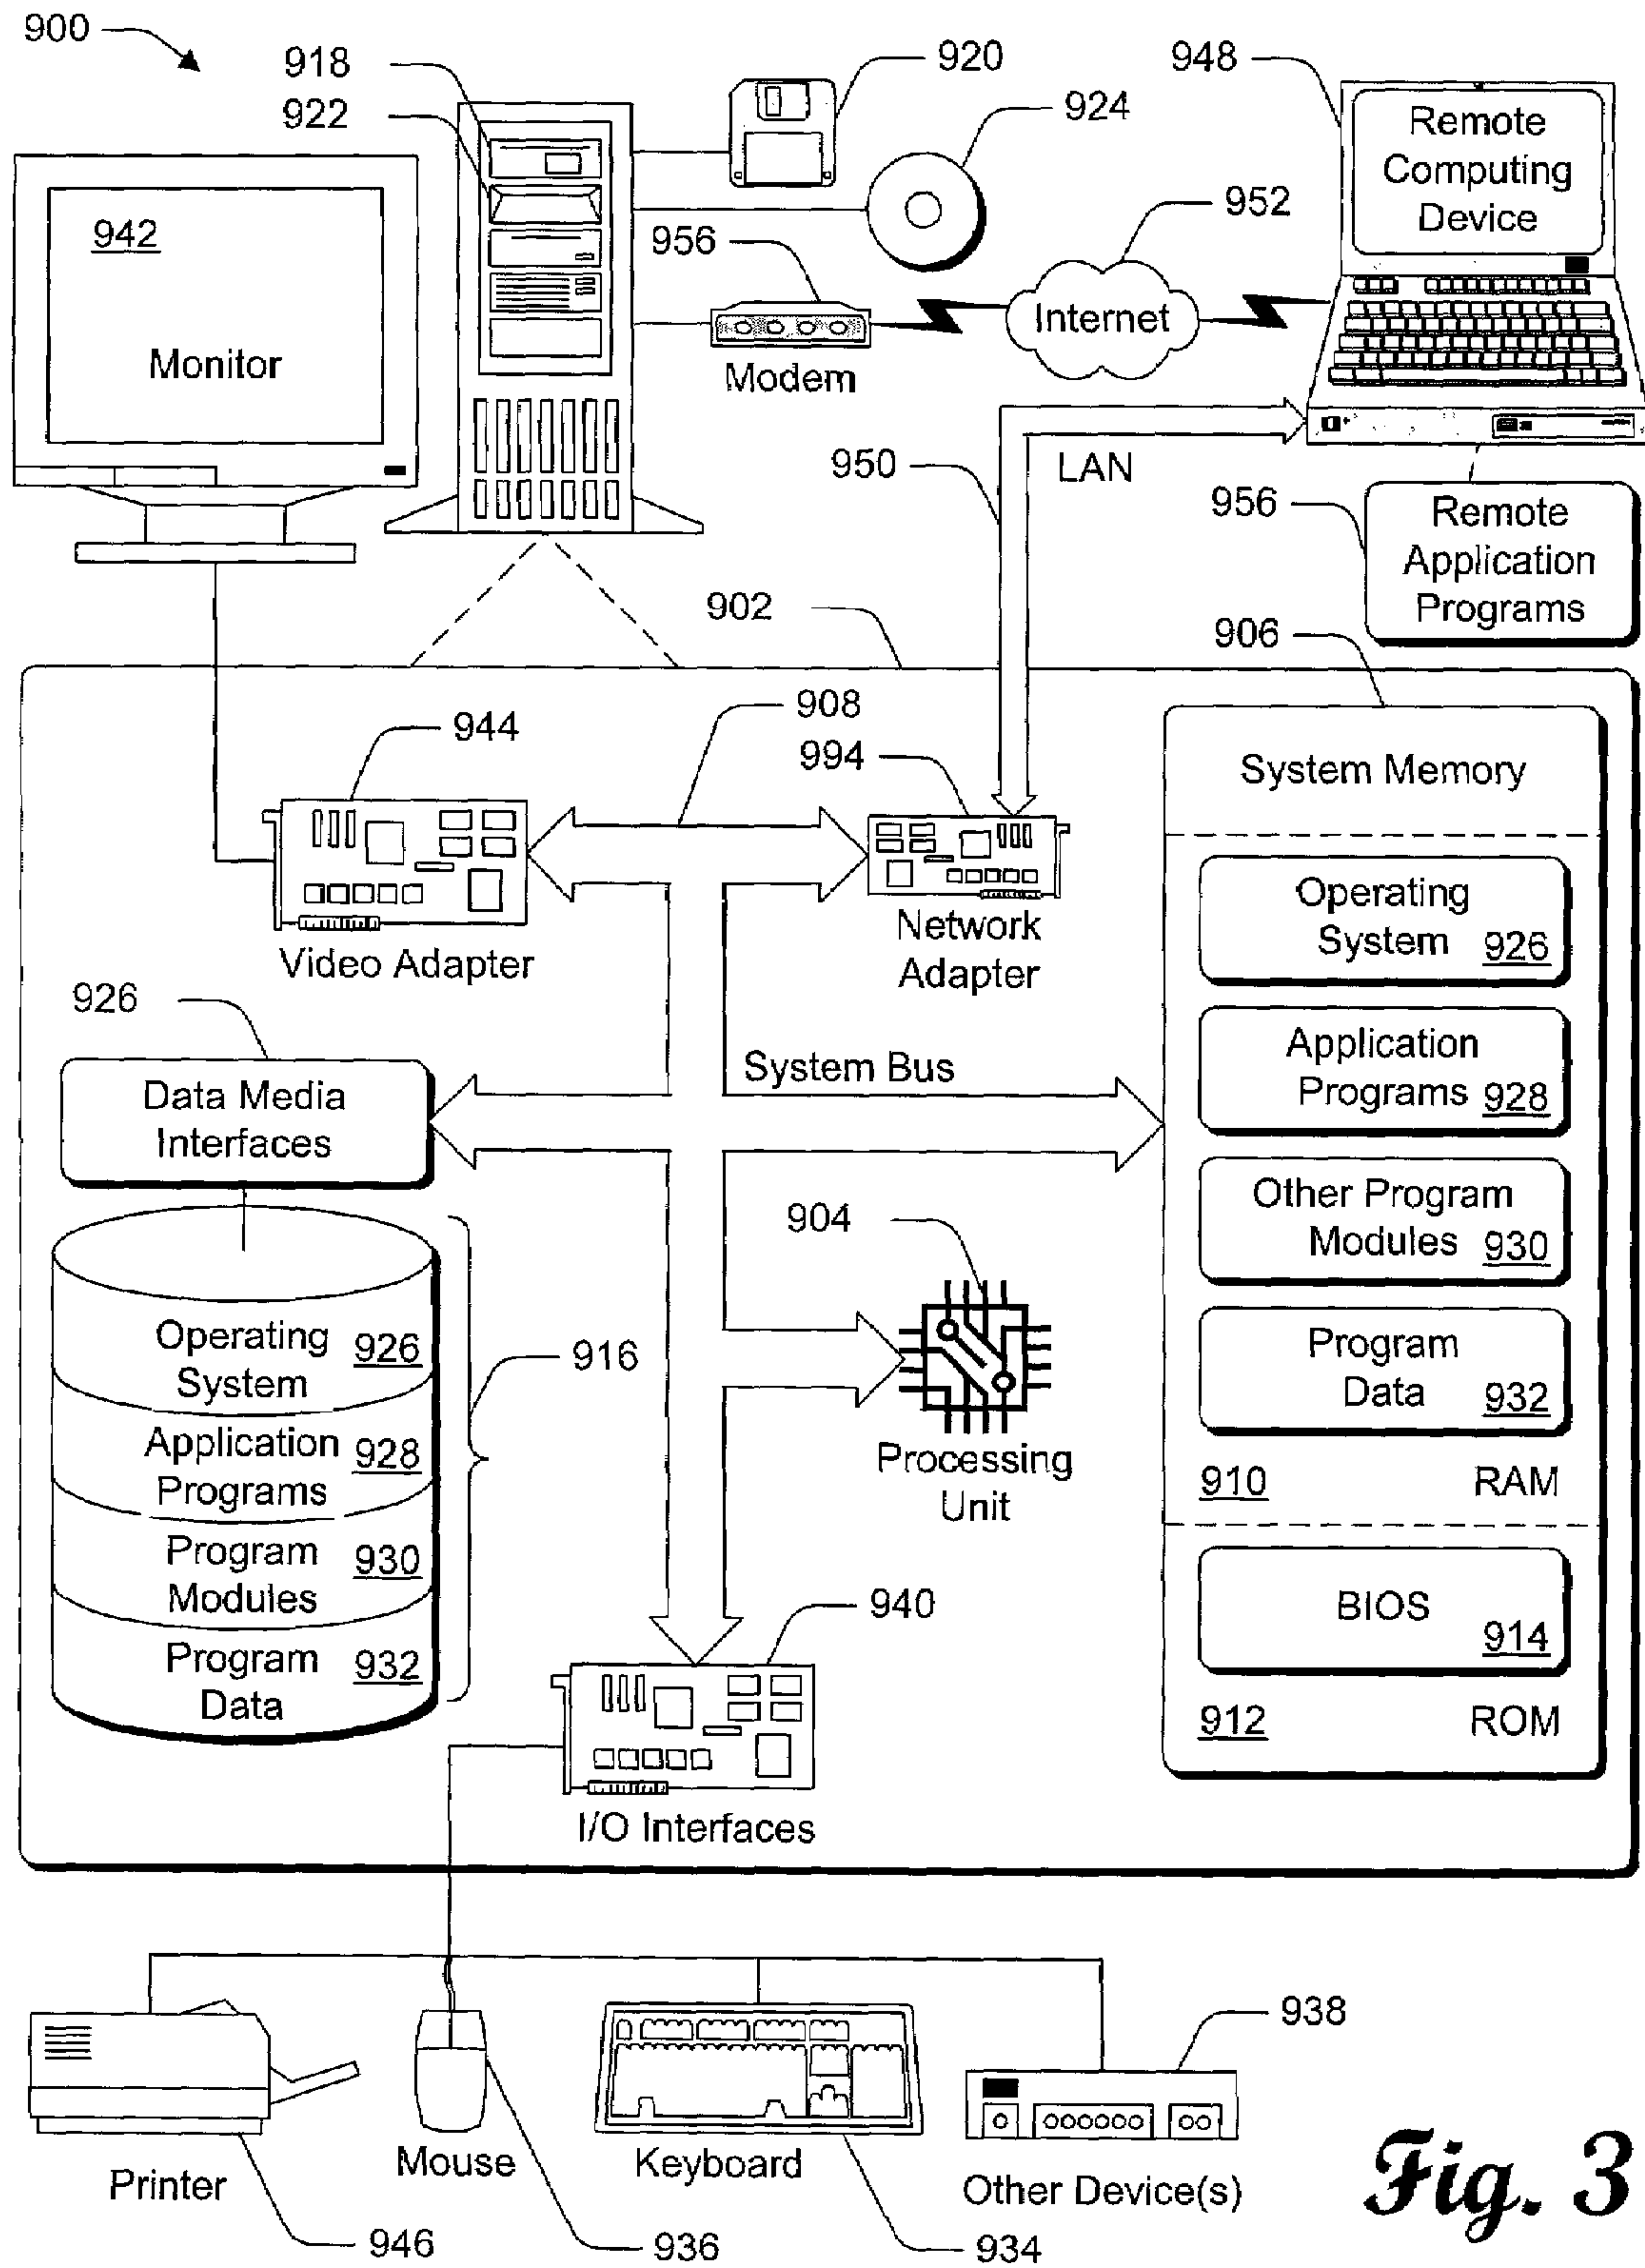 900
918
922
920
924
948
Remote
Computing
Device
942
Monitor
956
Modem
952
Internet
950
LAN
956
Remote
Application
Programs
902
906
944
908
994
Video Adapter
Network
Adapter
System Memory
Operating
System 926
Application
Programs 928
Other Program
Modules 930
Program
Data 932
910 RAM
BIOS
914
912 ROM
926
Data Media
Interfaces
System Bus
904
Processing
Unit
Operating
System 926
Application
Programs 928
Program
Modules 930
Program
Data 932
916
940
I/O Interfaces
938
Printer
Mouse
Keyboard
Other Device(s)
946
936
934
Fig. 3